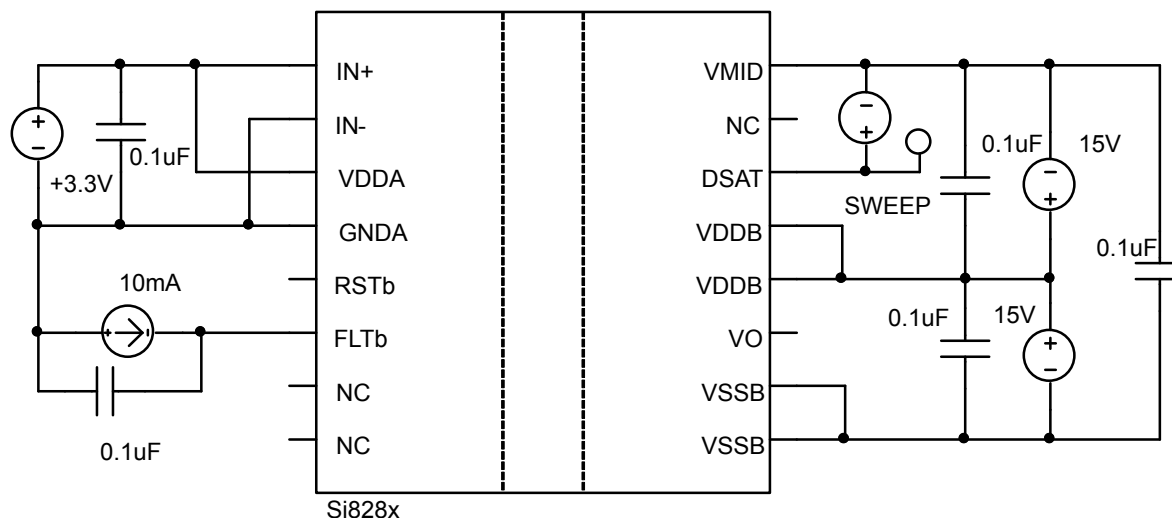 IN+
IN-
VDDA
GNDA
RSTb
FLTb
NC
NC
VMID
NC
DSAT
VDDB
VDDB
VO
VSSB
VSSB
+
-
+3.3V
0.1uF
10mA
+
-
0.1uF
-
+
SWEEP
0.1uF
15V
-
+
0.1uF
0.1uF
15V
+
-
Si828x